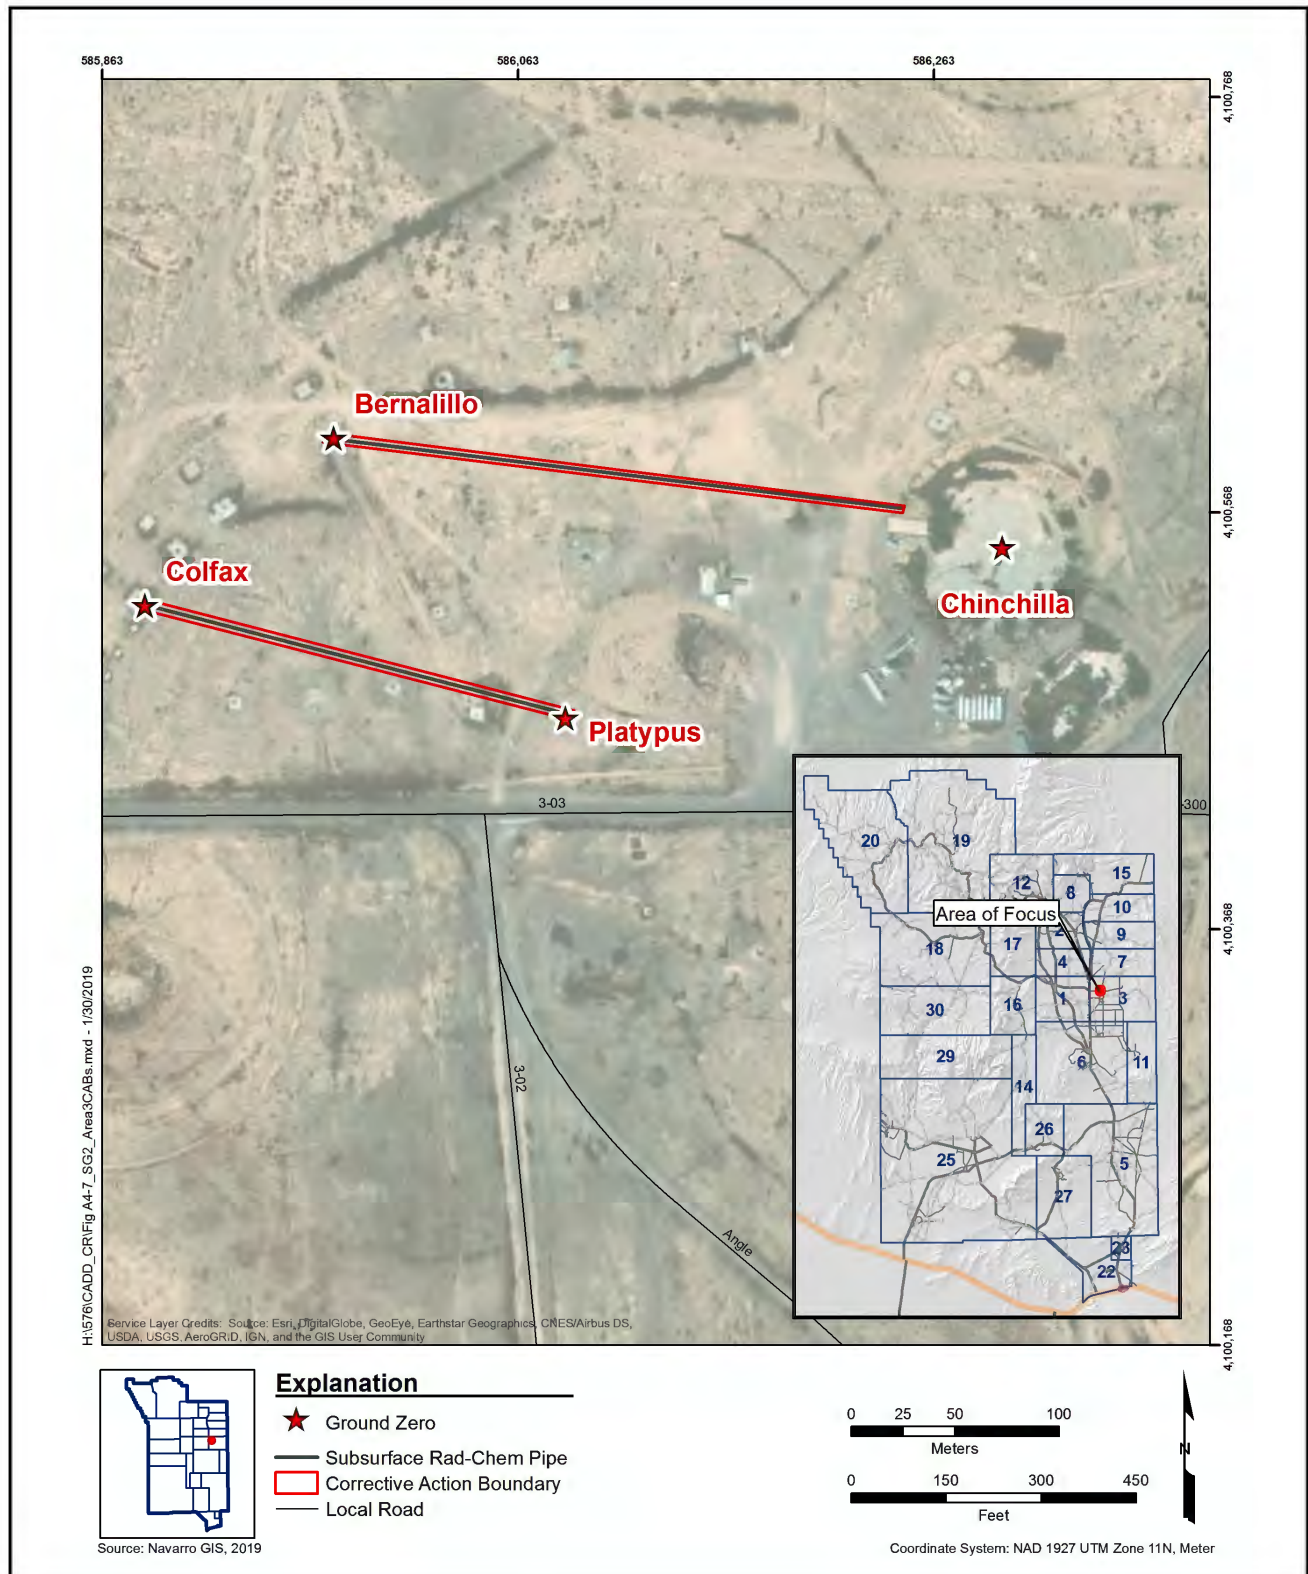 585,863
586,063
586,263
4,100,768
Bernalillo
4,100,568
Colfax
Chinchilla
Platypus
3-03
-300
20
19
12
8
15
10
Area of Focus
2
9
18
17
4
7
30
16
1
3
29
6
11
14
26
25
5
27
23
22
4,100,368
3-02
Angle
4,100,168
H:\576\CADD_CR\Fig A4-7_SG2_Area3CABs.mxd - 1/30/2019
Service Layer Credits: Source: Esri, DigitalGlobe, GeoEye, Earthstar Geographics, CNES/Airbus DS,
USDA, USGS, AeroGRID, IGN, and the GIS User Community
Explanation
Ground Zero
Subsurface Rad-Chem Pipe
Corrective Action Boundary
Local Road
0 25 50 100
Meters
0 150 300 450
Feet
N
Source: Navarro GIS, 2019
Coordinate System: NAD 1927 UTM Zone 11N, Meter